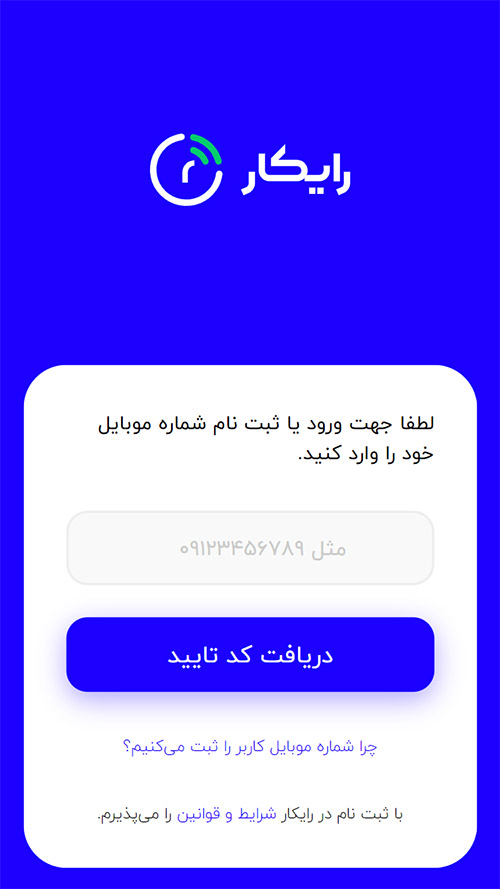 رایکار
لطفا جهت ورود یا ثبت نام شماره موبایل
خود را وارد کنید.
مثل ۰۹۱۲۳۴۵۶۷۸۹
دریافت کد تایید
چرا شماره موبایل کاربر را ثبت می‌کنیم؟
با ثبت نام در رایکار شرایط و قوانین را می‌پذیرم.